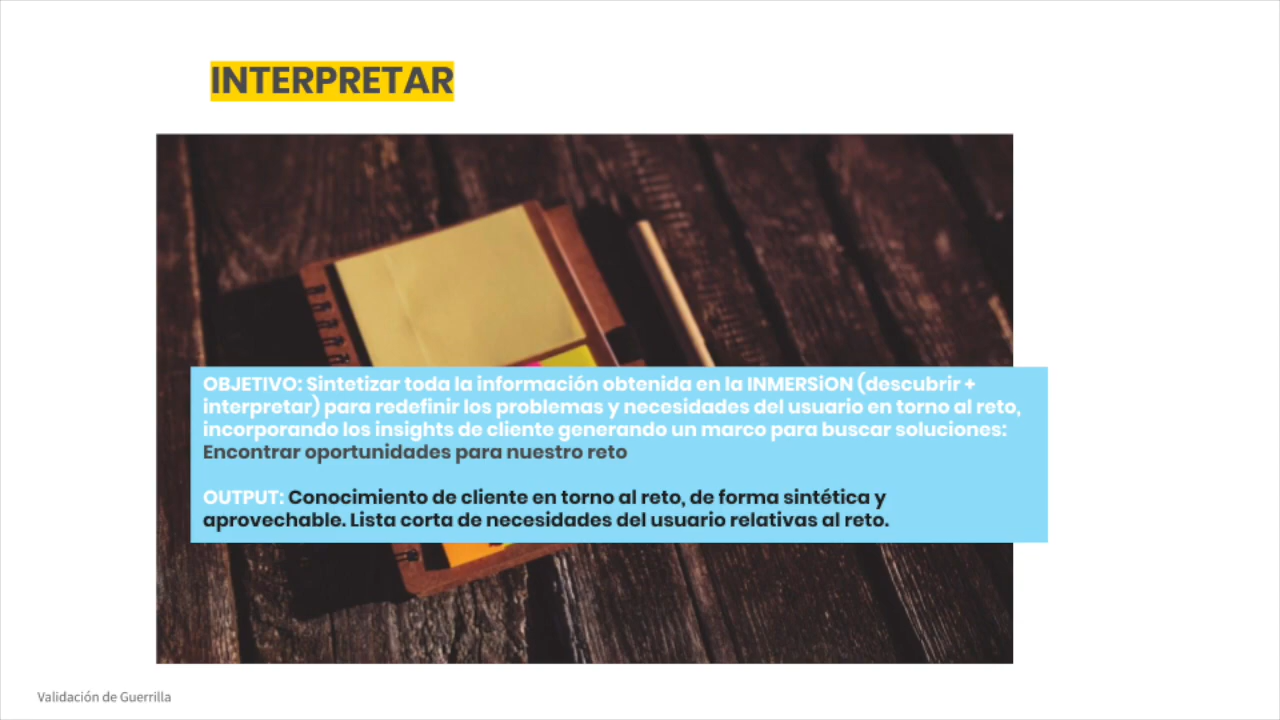 INTERPRETAR
OBJETIVO: Sintetizar toda la información obtenida en la INMERSiON (descubrir +
interpretar) para redefinir los problemas y necesidades del usuario en torno al reto,
incorporando los insights de cliente generando un marco para buscar soluciones:
Encontrar oportunidades para nuestro reto
OUTPUT: Conocimiento de cliente en torno al reto, de forma sintética y
aprovechable. Lista corta de necesidades del usuario relativas al reto.
Validación de Guerrilla